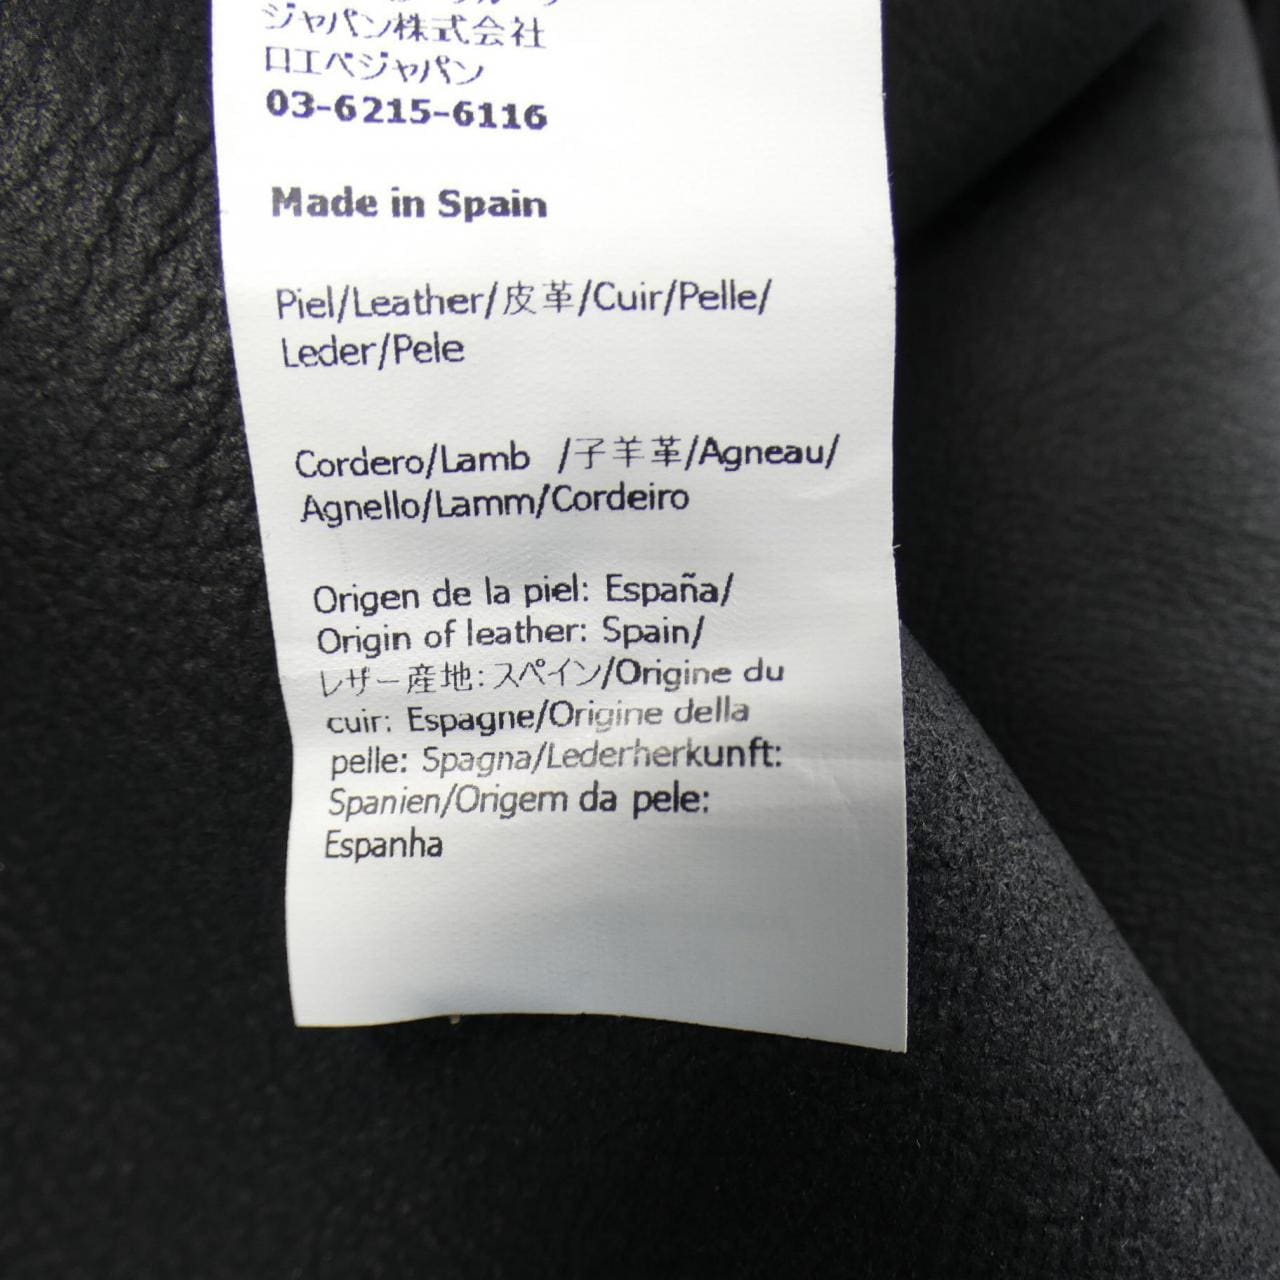 ジャパン株式会社
ロエベジャパン
03-6215-6116
Made in Spain
Piel/Leather/皮革/Cuir/Pelle/
Leder/Pele
Cordero/Lamb /子羊革/Agneau/
Agnello/Lamm/Cordeiro
Origen de la piel: España/
Origin of leather: Spain/
レザー産地:スペイン/Origine du
cuir: Espagne/Origine della
pelle: Spagna/Lederherkunft:
Spanien/Origem da pele:
Espanha